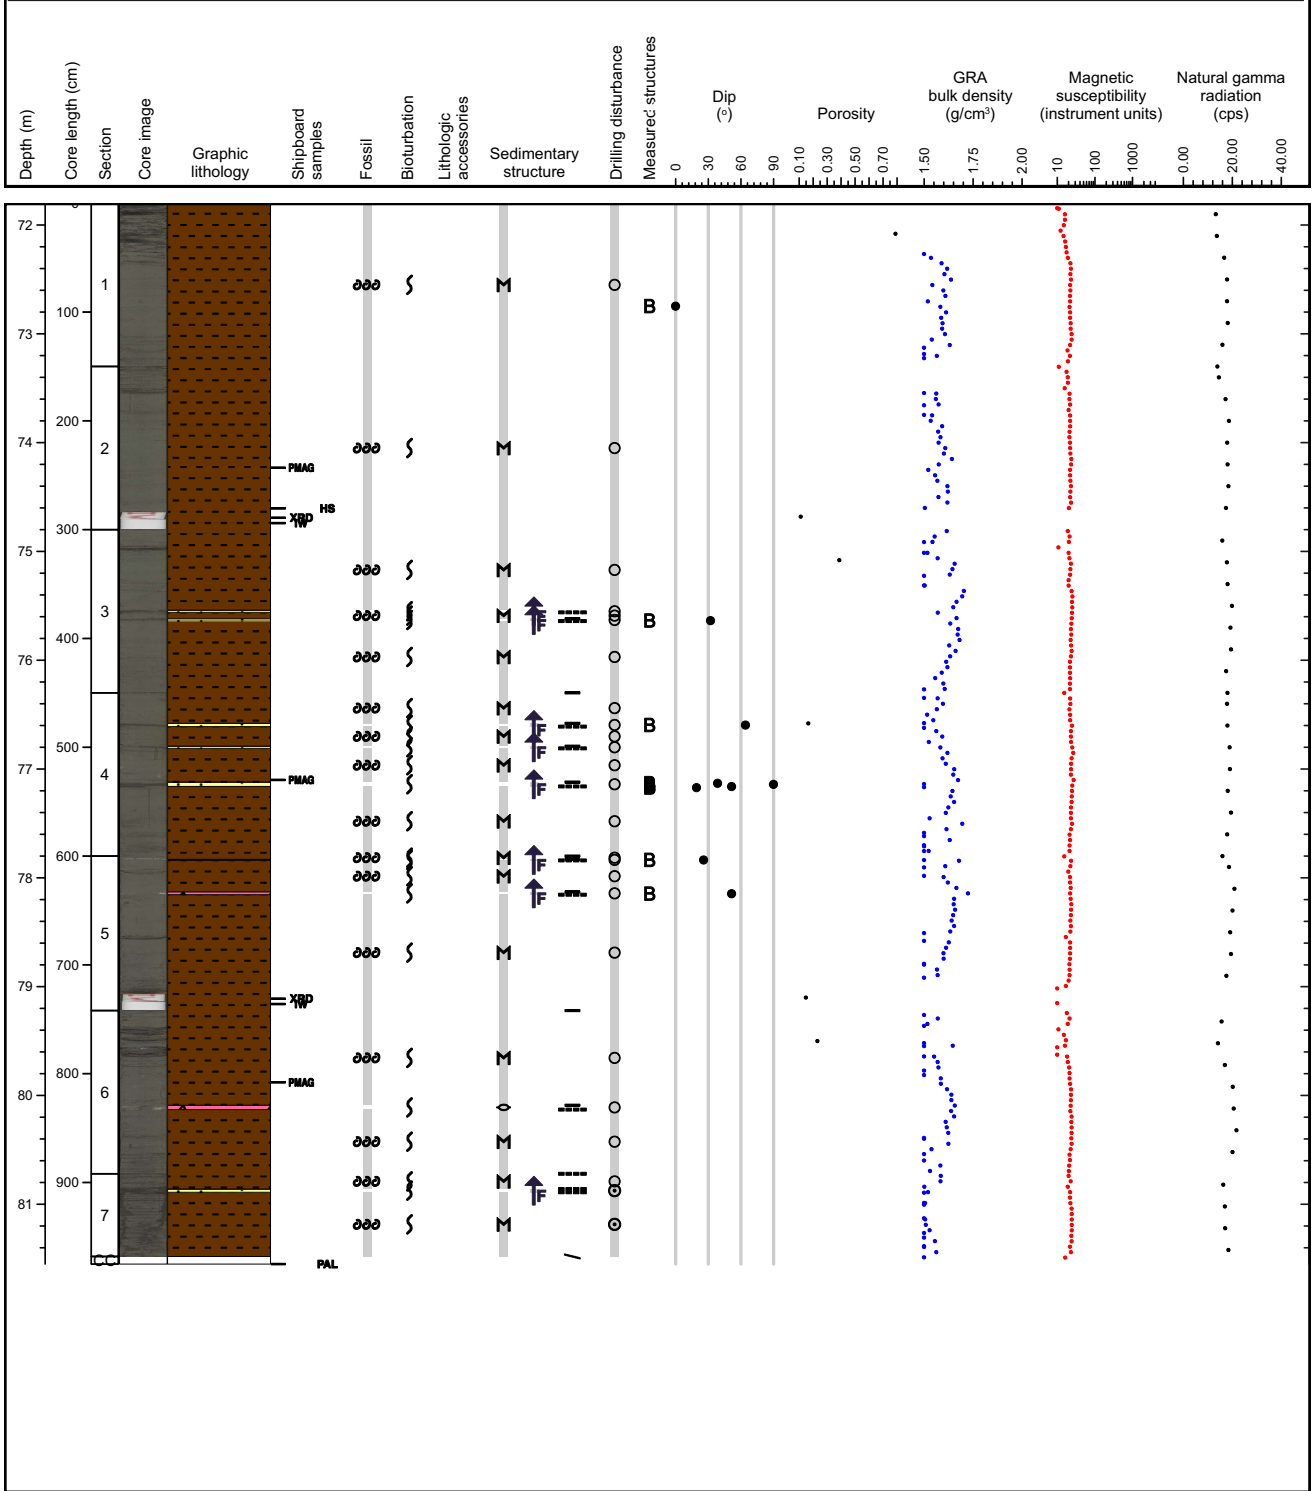 Depth (m)
Core length (cm)
Section
Core image
Graphic
lithology
Shipboard
samples
Fossil
Bioturbation
Lithologic
accessories
Sedimentary
structure
Drilling disturbance
Measured structures
Dip
(°)
Porosity
GRA
bulk density
(g/cm³)
Magnetic
susceptibility
(instrument units)
Natural gamma
radiation
(cps)
0 30 60 90
0.10 0.30 0.50 0.70
1.50 1.75 2.00
10 100 1000
0.00 20.00 40.00
0
72
1
M
100
B
73
200
74
2
M
PMAG
HS
XRD
IW
300
75
M
3
M F B
400
76
M
M
F B
M
500
F
77
4
M
PMAG
F B
M
600
M F B
78
M
F B
5
M
700
79
XRD
IW
M
800
PMAG
80
6
M
900
M
F
81
7
M
CC
PAL